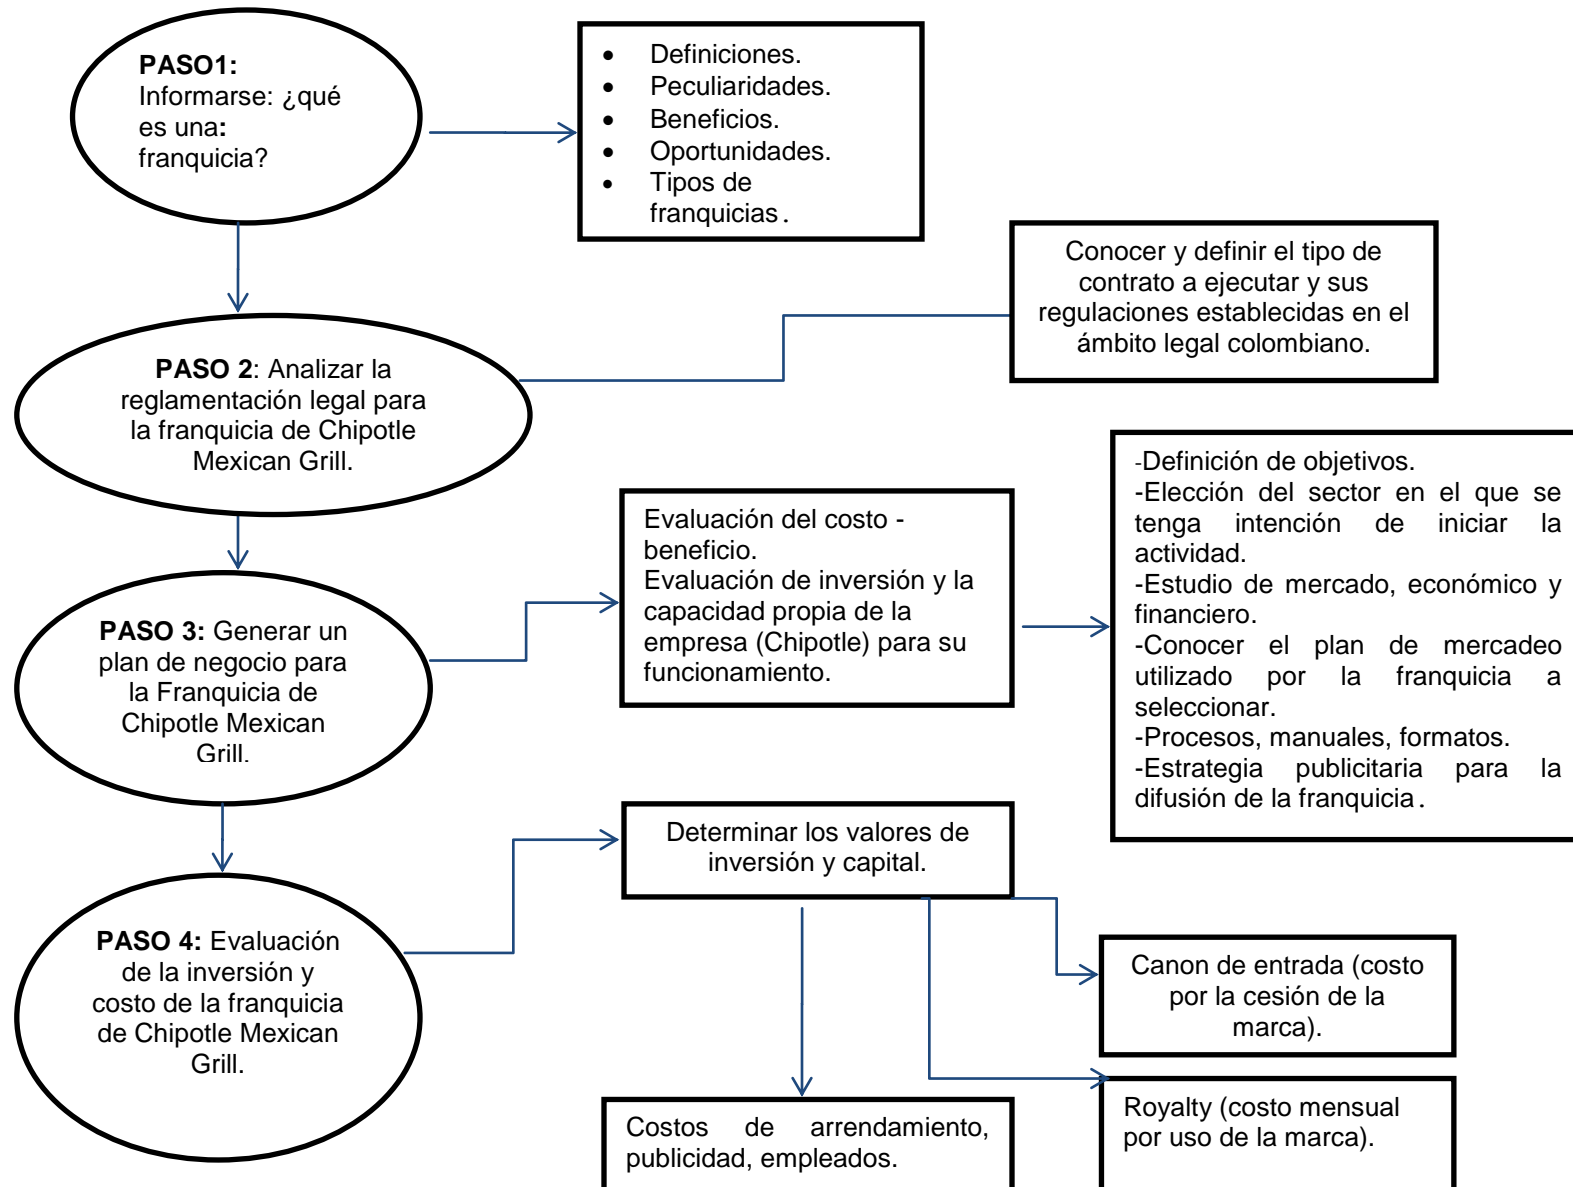 PASO1:
Informarse: ¿qué
es una:
franquicia?
• Definiciones.
• Peculiaridades.
• Beneficios.
• Oportunidades.
• Tipos de
franquicias.
Conocer y definir el tipo de
contrato a ejecutar y sus
regulaciones establecidas en el
ámbito legal colombiano.
PASO 2: Analizar la
reglamentación legal para
la franquicia de Chipotle
Mexican Grill.
PASO 3: Generar un
plan de negocio para
la Franquicia de
Chipotle Mexican
Grill.
Evaluación del costo -
beneficio.
Evaluación de inversión y la
capacidad propia de la
empresa (Chipotle) para su
funcionamiento.
-Definición de objetivos.
-Elección del sector en el que se
tenga intención de iniciar la
actividad.
-Estudio de mercado, económico y
financiero.
-Conocer el plan de mercadeo
utilizado por la franquicia a
seleccionar.
-Procesos, manuales, formatos.
-Estrategia publicitaria para la
difusión de la franquicia.
PASO 4: Evaluación
de la inversión y
costo de la franquicia
de Chipotle Mexican
Grill.
Determinar los valores de
inversión y capital.
Canon de entrada (costo
por la cesión de la
marca).
Royalty (costo mensual
por uso de la marca).
Costos de arrendamiento,
publicidad, empleados.